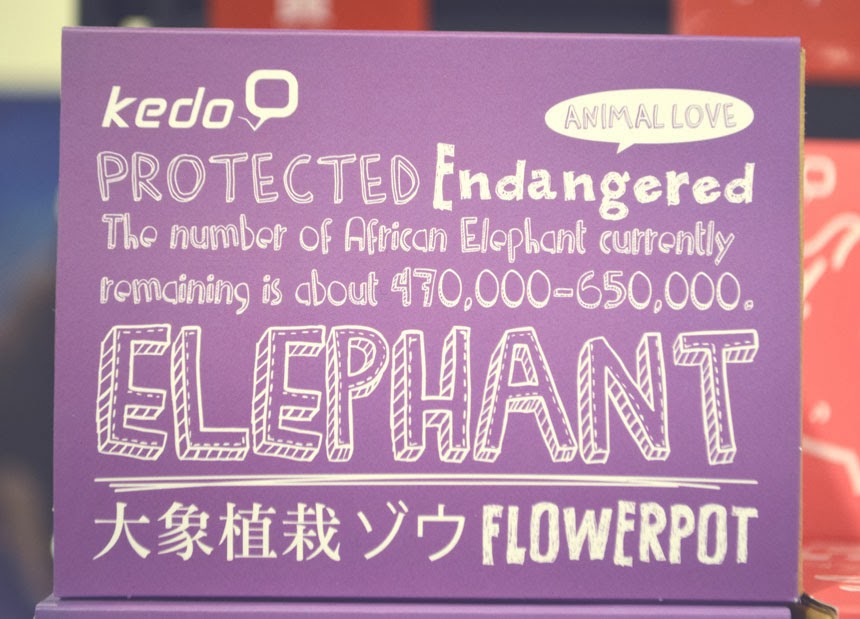 kedo
ANIMAL LOVE
PROTECTED Endangered
The number of African Elephant currently
remaining is about 470,000-650,000.
ELEPHANT
大象植栽 ゾウ FLOWERPOT